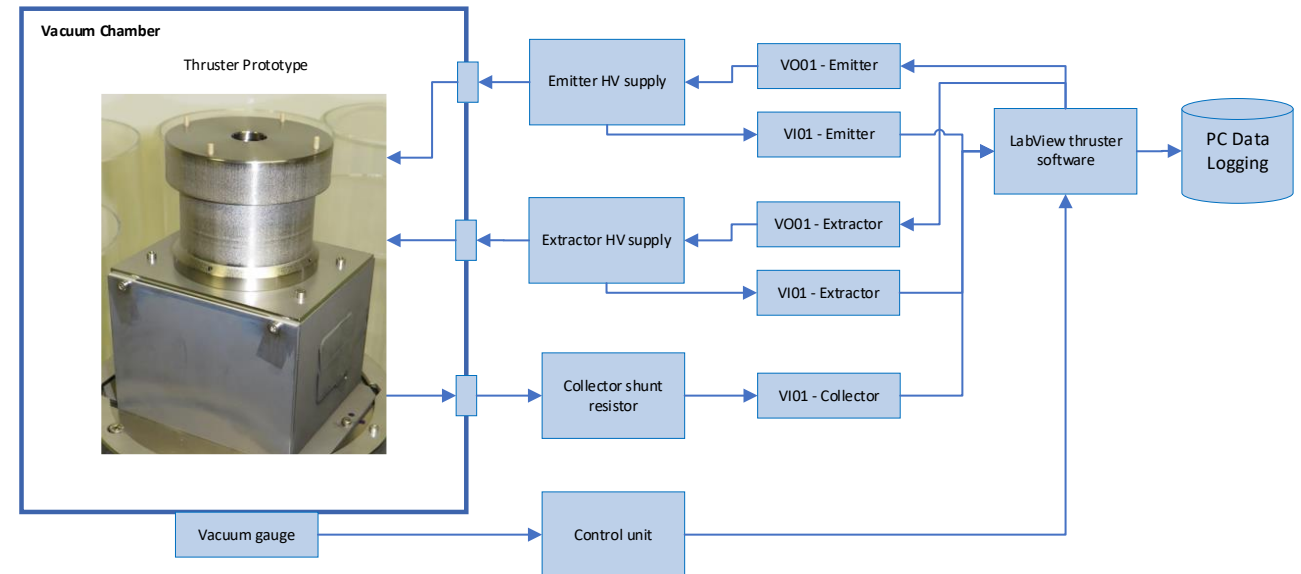 Vacuum Chamber
Thruster Prototype
Emitter HV supply
VO01 - Emitter
VI01 - Emitter
LabView thruster
software
PC Data
Logging
Extractor HV supply
VO01 - Extractor
VI01 - Extractor
Collector shunt
resistor
VI01 - Collector
Vacuum gauge
Control unit